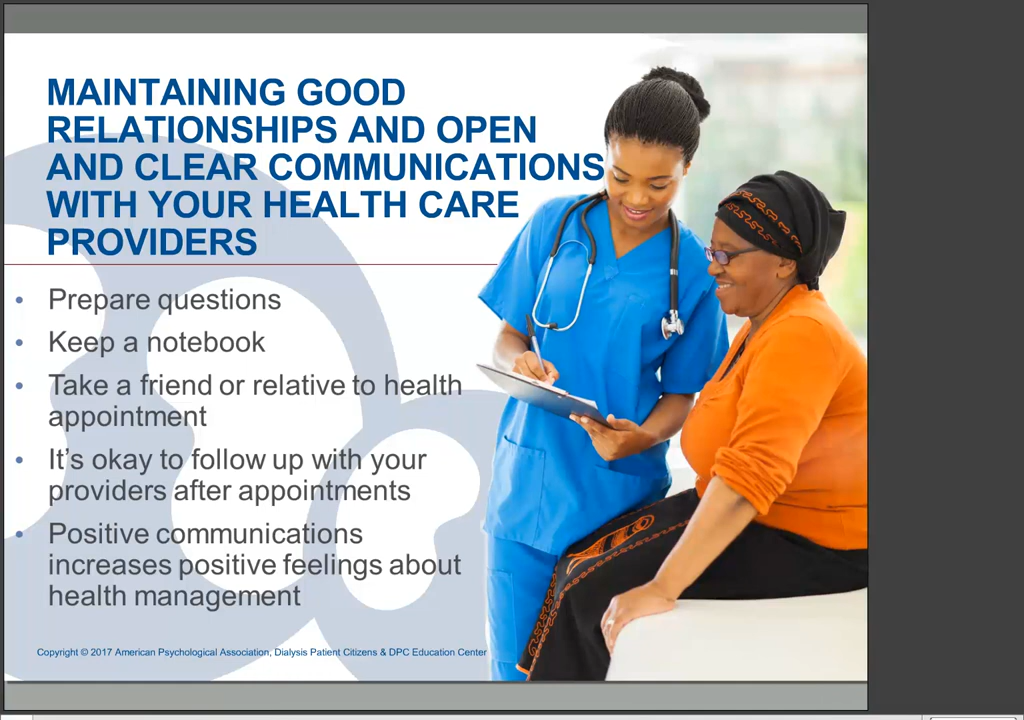 MAINTAINING GOOD
RELATIONSHIPS AND OPEN
AND CLEAR COMMUNICATIONS
WITH YOUR HEALTH CARE
PROVIDERS
• Prepare questions
• Keep a notebook
• Take a friend or relative to health
appointment
• It's okay to follow up with your
providers after appointments
• Positive communications
increases positive feelings about
health management
Copyright © 2017 American Psychological Association, Dialysis Patient Citizens & DPC Education Center